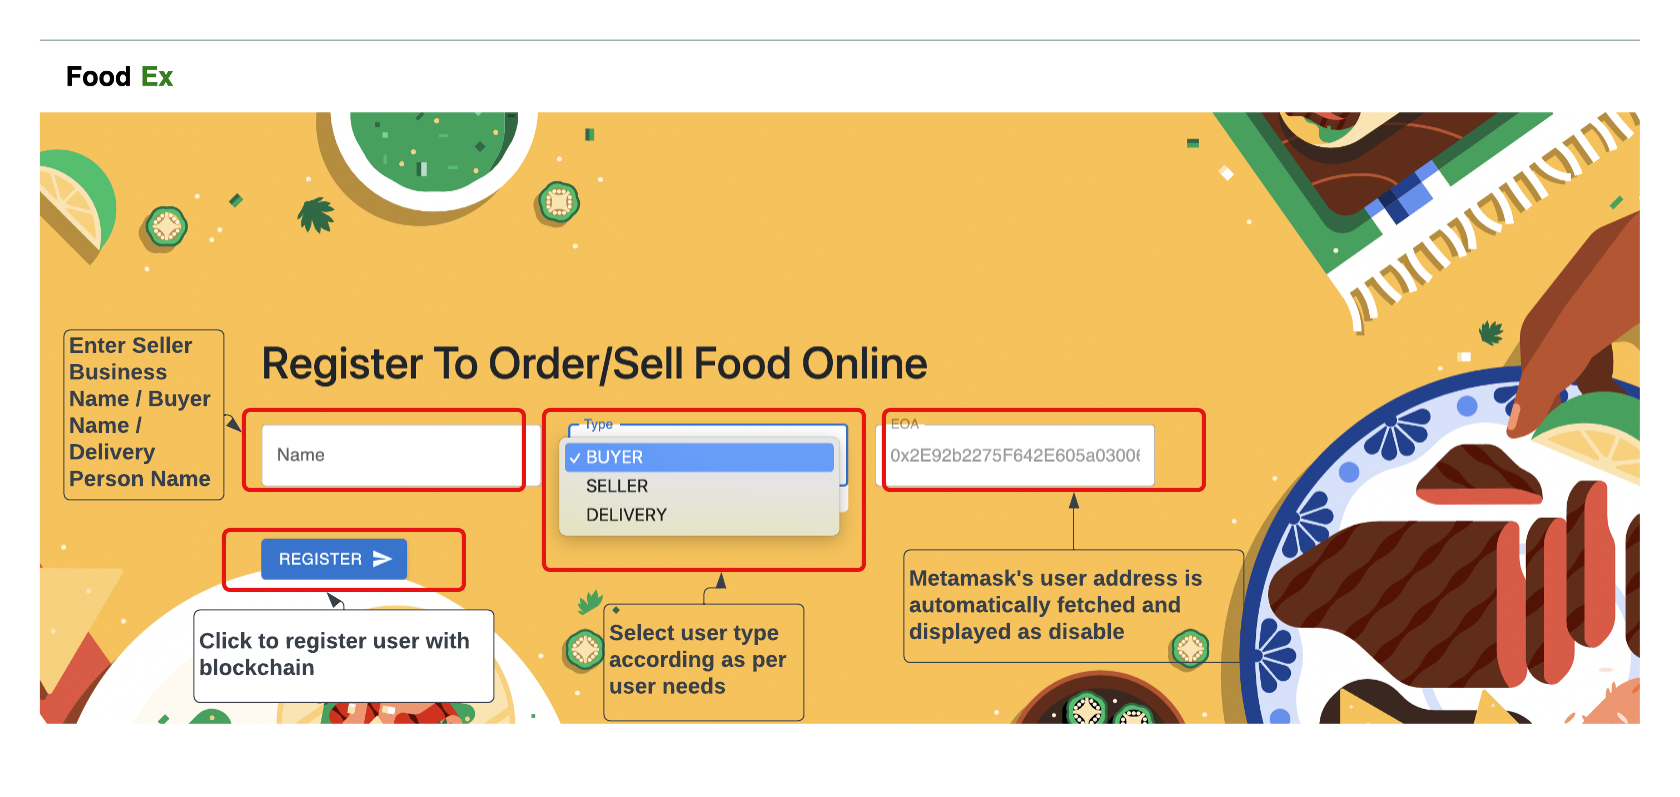 Food Ex
Enter Seller
Business
Name / Buyer
Name /
Delivery
Person Name
Register To Order/Sell Food Online
Name
Type
BUYER
SELLER
DELIVERY
EOA
0x2E92b2275F642E605a03006
REGISTER
Click to register user with
blockchain
Select user type
according as per
user needs
Metamask's user address is
automatically fetched and
displayed as disable